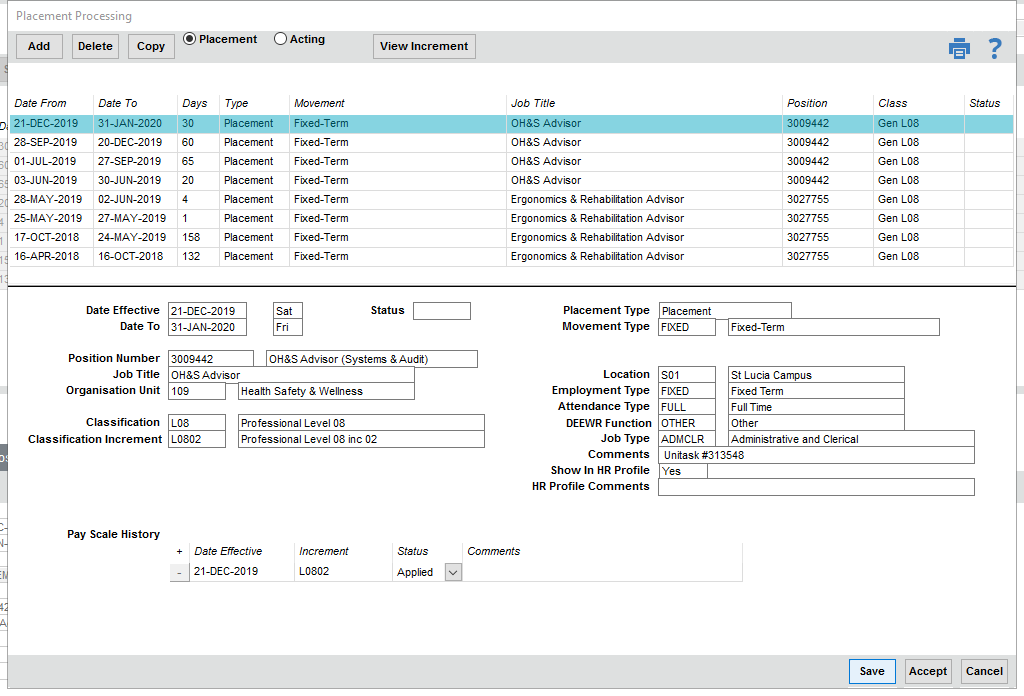 Placement Processing
Add Delete Copy Placement Acting View Increment ?
Date From Date To Days Type Movement Job Title Position Class Status
21-DEC-2019 31-JAN-2020 30 Placement Fixed-Term OH&S Advisor 3009442 Gen L08
28-SEP-2019 20-DEC-2019 60 Placement Fixed-Term OH&S Advisor 3009442 Gen L08
01-JUL-2019 27-SEP-2019 65 Placement Fixed-Term OH&S Advisor 3009442 Gen L08
03-JUN-2019 30-JUN-2019 20 Placement Fixed-Term OH&S Advisor 3009442 Gen L08
28-MAY-2019 02-JUN-2019 4 Placement Fixed-Term Ergonomics & Rehabilitation Advisor 3027755 Gen L08
25-MAY-2019 27-MAY-2019 1 Placement Fixed-Term Ergonomics & Rehabilitation Advisor 3027755 Gen L08
17-OCT-2018 24-MAY-2019 158 Placement Fixed-Term Ergonomics & Rehabilitation Advisor 3027755 Gen L08
16-APR-2018 16-OCT-2018 132 Placement Fixed-Term Ergonomics & Rehabilitation Advisor 3027755 Gen L08
Date Effective 21-DEC-2019 Sat Status Placement Type Placement
Date To 31-JAN-2020 Fri Movement Type FIXED Fixed-Term
Position Number 3009442 OH&S Advisor (Systems & Audit)
Job Title OH&S Advisor Location S01 St Lucia Campus
Organisation Unit 109 Health Safety & Wellness Employment Type FIXED Fixed Term
Attendance Type FULL Full Time
Classification L08 Professional Level 08 DEEWR Function OTHER Other
Classification Increment L0802 Professional Level 08 inc 02 Job Type ADMCLR Administrative and Clerical
Comments Unitask #313548
Show In HR Profile Yes
HR Profile Comments
Pay Scale History
+ Date Effective Increment Status Comments
- 21-DEC-2019 L0802 Applied
Save Accept Cancel